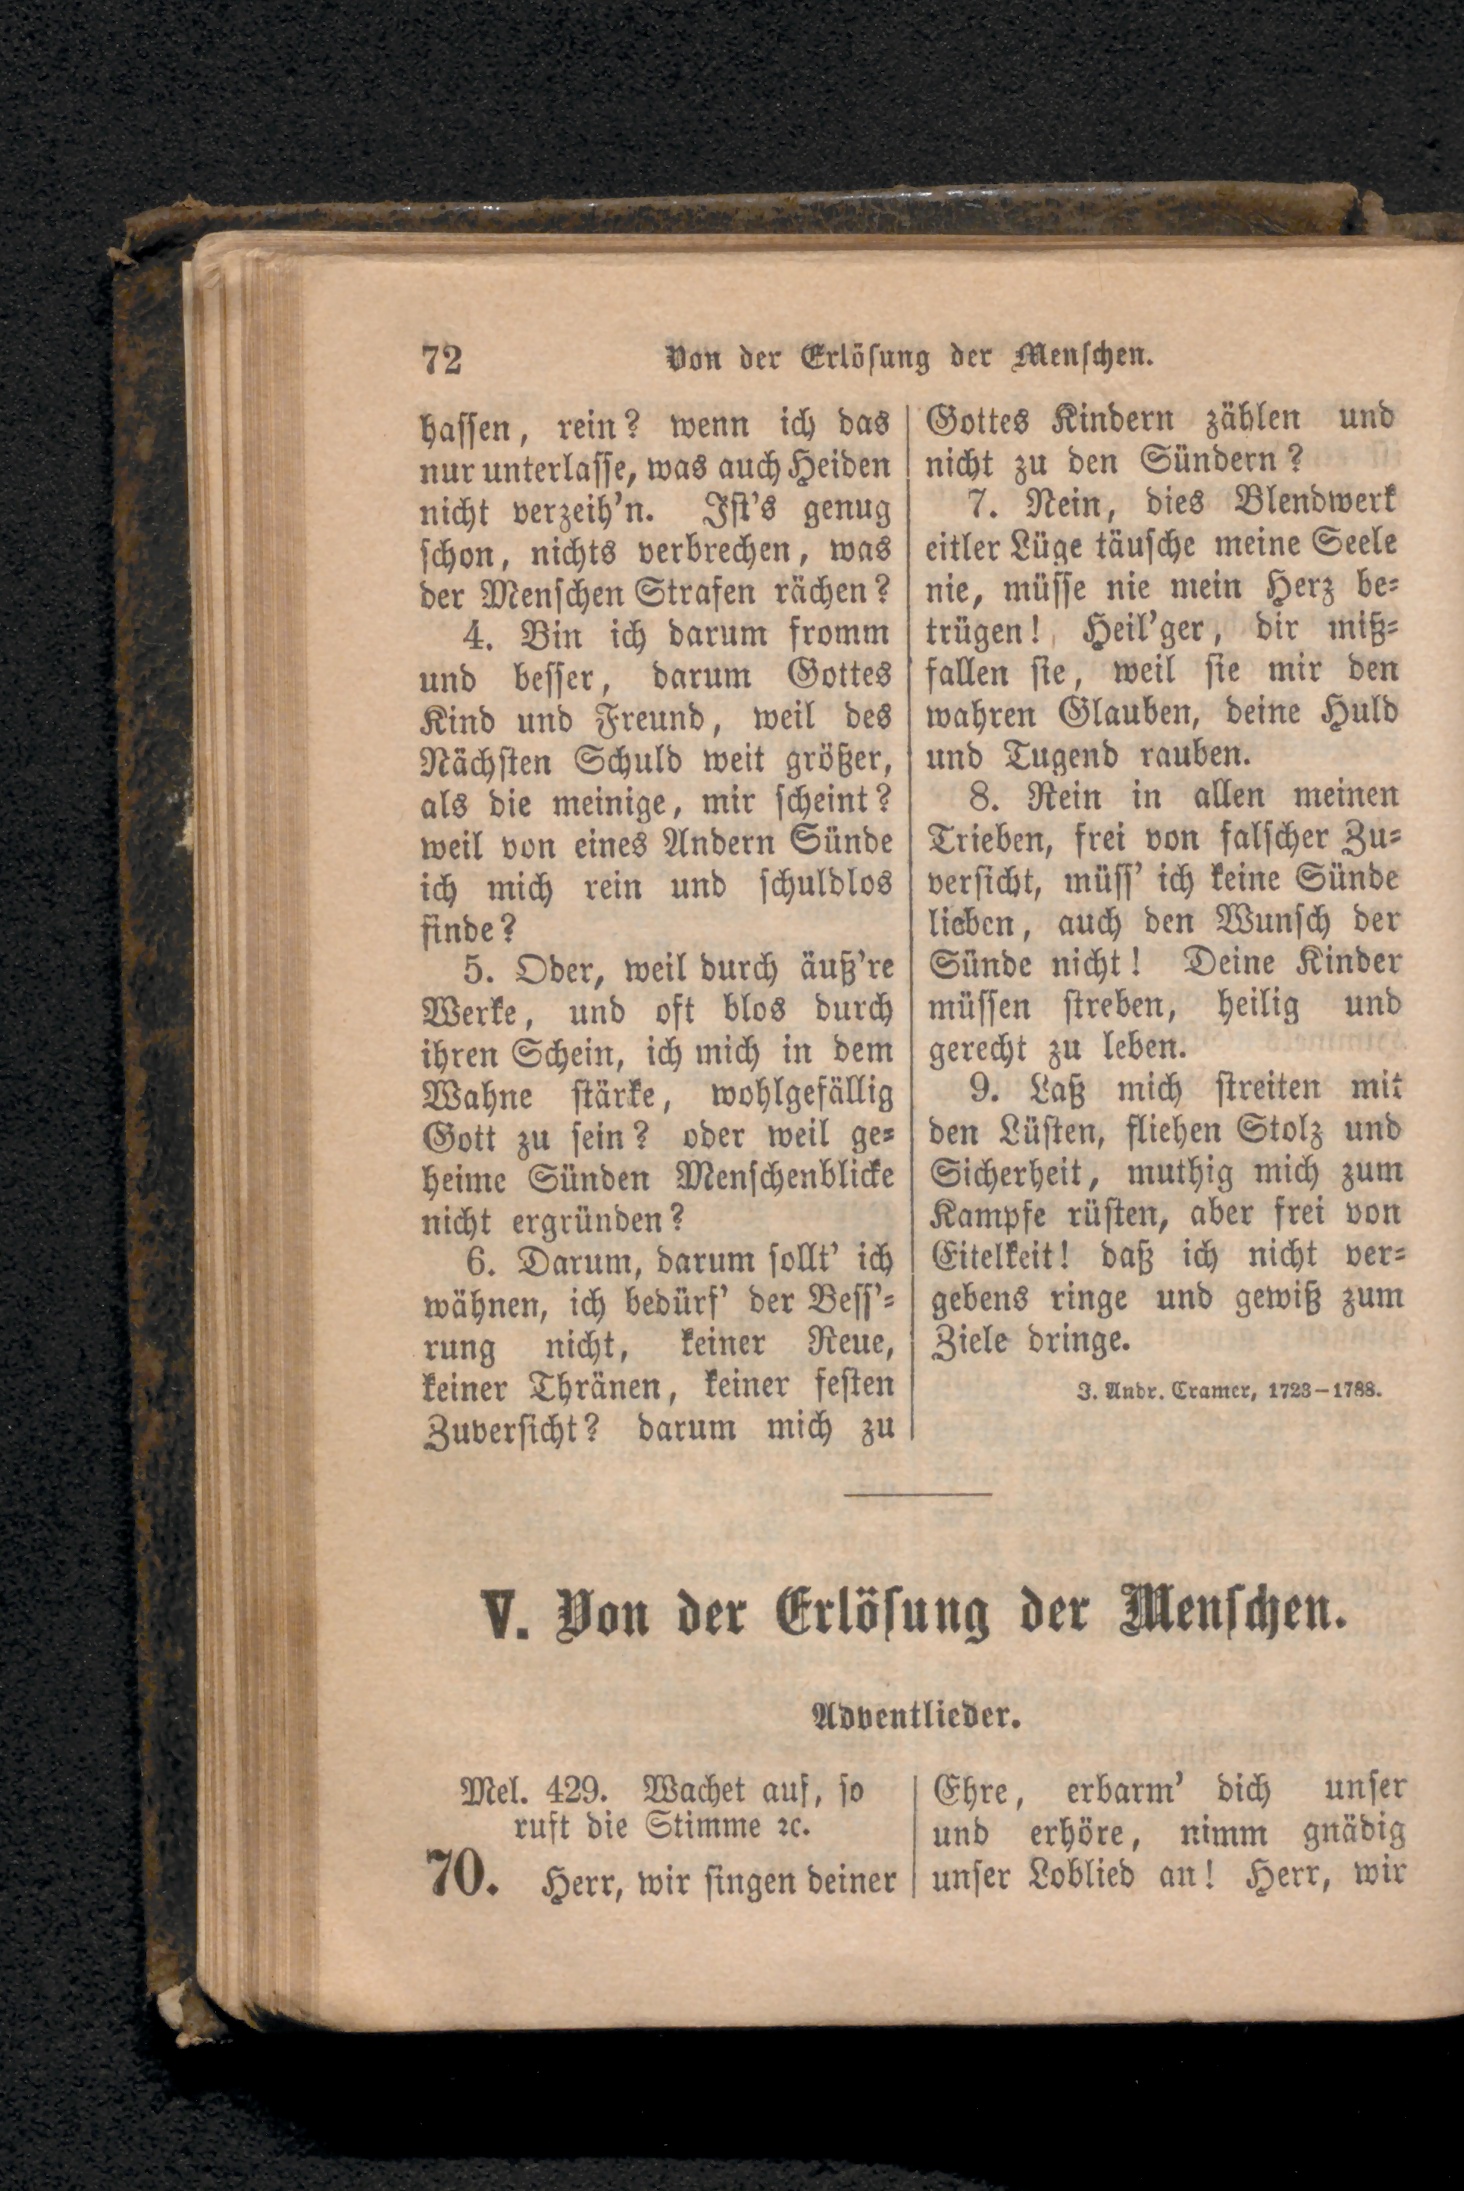 72
Von der Erlöſung der Menſchen.
haſſen, rein? wenn ich das
nur unterlaſſe, was auch Heiden
nicht verzeih’n. Iſt’s genug
ſchon, nichts verbrechen, was
der Menſchen Strafen rächen?
4. Bin ich darum fromm
und beſſer, darum Gottes
Kind und Freund, weil des
Nächſten Schuld weit größer,
als die meinige, mir ſcheint?
weil von eines Andern Sünde
ich mich rein und ſchuldlos
finde?
5. Oder, weil durch äuß’re
Werke, und oft blos durch
ihren Schein, ich mich in dem
Wahne ſtärke, wohlgefällig
Gott zu ſein? oder weil ge⸗
heime Sünden Menſchenblicke
nicht ergründen?
6. Darum, darum ſollt’ ich
wähnen, ich bedürf’ der Beſſ’⸗
rung nicht, keiner Reue,
keiner Thränen, keiner feſten
Zuverſicht? darum mich zu
Gottes Kindern zählen und
nicht zu den Sündern?
7. Nein, dies Blendwerk
eitler Lüge täuſche meine Seele
nie, müſſe nie mein Herz be⸗
trügen! Heil’ger, dir miß⸗
fallen ſie, weil ſie mir den
wahren Glauben, deine Huld
und Tugend rauben.
8. Rein in allen meinen
Trieben, frei von falſcher Zu⸗
verſicht, müſſ’ ich keine Sünde
lieben, auch den Wunſch der
Sünde nicht! Deine Kinder
müſſen ſtreben, heilig und
gerecht zu leben.
9. Laß mich ſtreiten mit
den Lüſten, fliehen Stolz und
Sicherheit, muthig mich zum
Kampfe rüſten, aber frei von
Eitelkeit! daß ich nicht ver⸗
gebens ringe und gewiß zum
Ziele dringe.
J. Andr. Cramer, 1723–1788.
V. Von der Erlöſung der Menſchen.
Adventlieder.
Mel. 429. Wachet auf, ſo
ruft die Stimme ꝛc.
70. Herr, wir ſingen deiner
Ehre, erbarm’ dich unſer
und erhöre, nimm gnädig
unſer Loblied an! Herr, wir